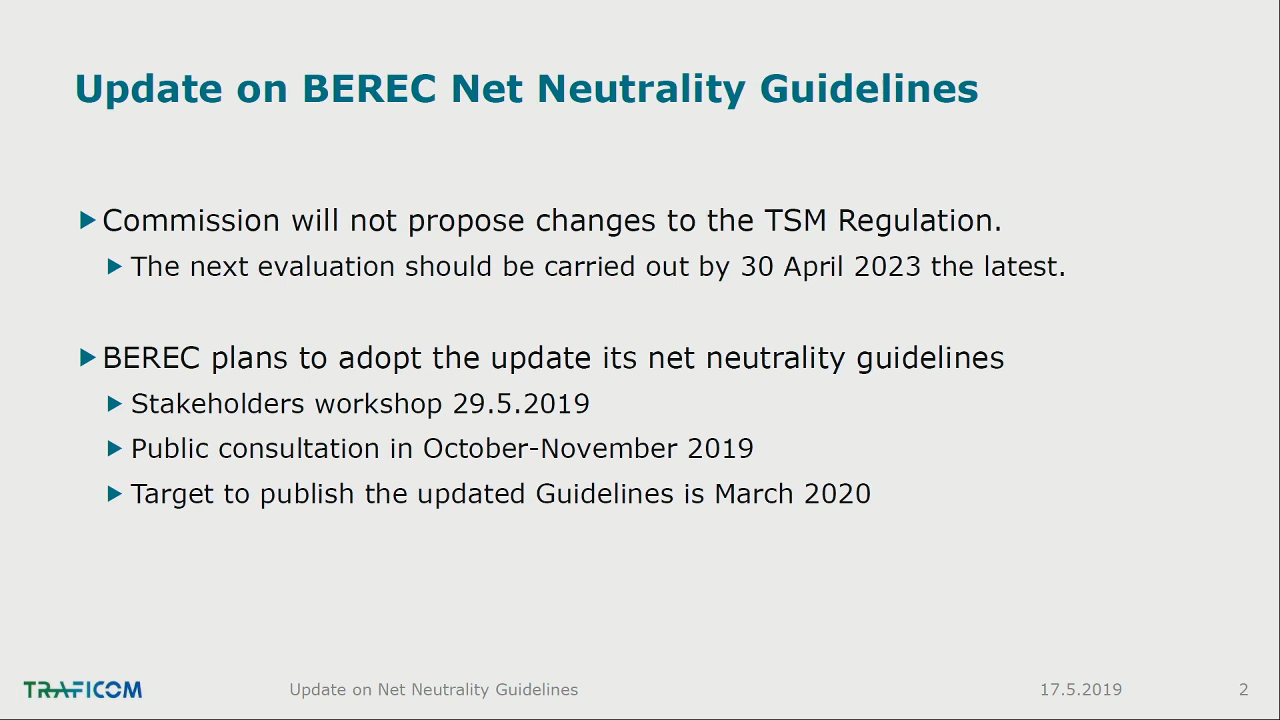 Update on BEREC Net Neutrality Guidelines
Commission will not propose changes to the TSM Regulation.
The next evaluation should be carried out by 30 April 2023 the latest.
BEREC plans to adopt the update its net neutrality guidelines
Stakeholders workshop 29.5.2019
Public consultation in October-November 2019
Target to publish the updated Guidelines is March 2020
TRAFICOM
Update on Net Neutrality Guidelines
17.5.2019
2